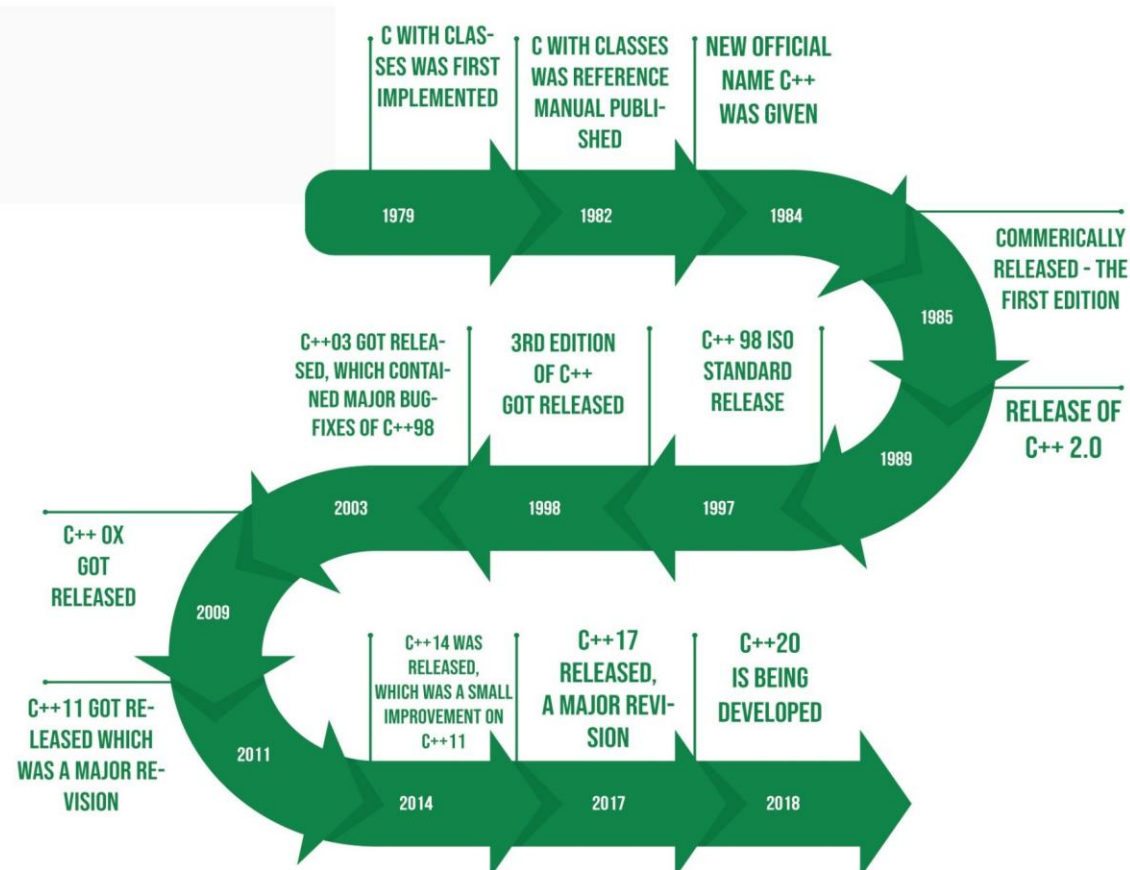 C WITH CLAS-
SES WAS FIRST
IMPLEMENTED
C WITH CLASSES
WAS REFERENCE
MANUAL PUBLI-
SHED
NEW OFFICIAL
NAME C++
WAS GIVEN
1979
1982
1984
COMMERICALLY
RELEASED - THE
FIRST EDITION
1985
RELEASE OF
C++ 2.0
1989
C++ 98 ISO
STANDARD
RELEASE
1997
3RD EDITION
OF C++
GOT RELEASED
1998
C++03 GOT RELEA-
SED, WHICH CONTAI-
NED MAJOR BUG-
FIXES OF C++98
2003
C++ 0X
GOT
RELEASED
2009
C++11 GOT RE-
LEASED WHICH
WAS A MAJOR RE-
VISION
2011
C++14 WAS
RELEASED,
WHICH WAS A SMALL
IMPROVEMENT ON
C++11
2014
C++17
RELEASED,
A MAJOR REVI-
SION
2017
C++20
IS BEING
DEVELOPED
2018